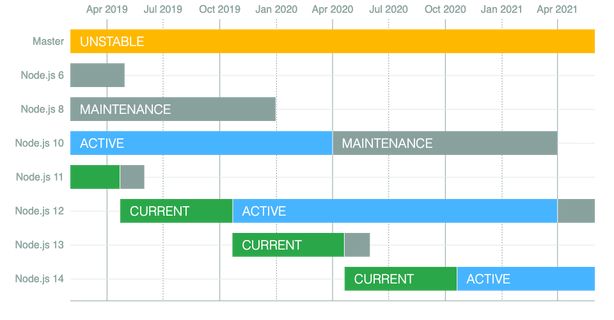 Apr 2019 Jul 2019 Oct 2019 Jan 2020 Apr 2020 Jul 2020 Oct 2020 Jan 2021 Apr 2021
Master UNSTABLE
Node.js 6
Node.js 8 MAINTENANCE
Node.js 10 ACTIVE MAINTENANCE
Node.js 11
Node.js 12 CURRENT ACTIVE
Node.js 13 CURRENT
Node.js 14 CURRENT ACTIVE